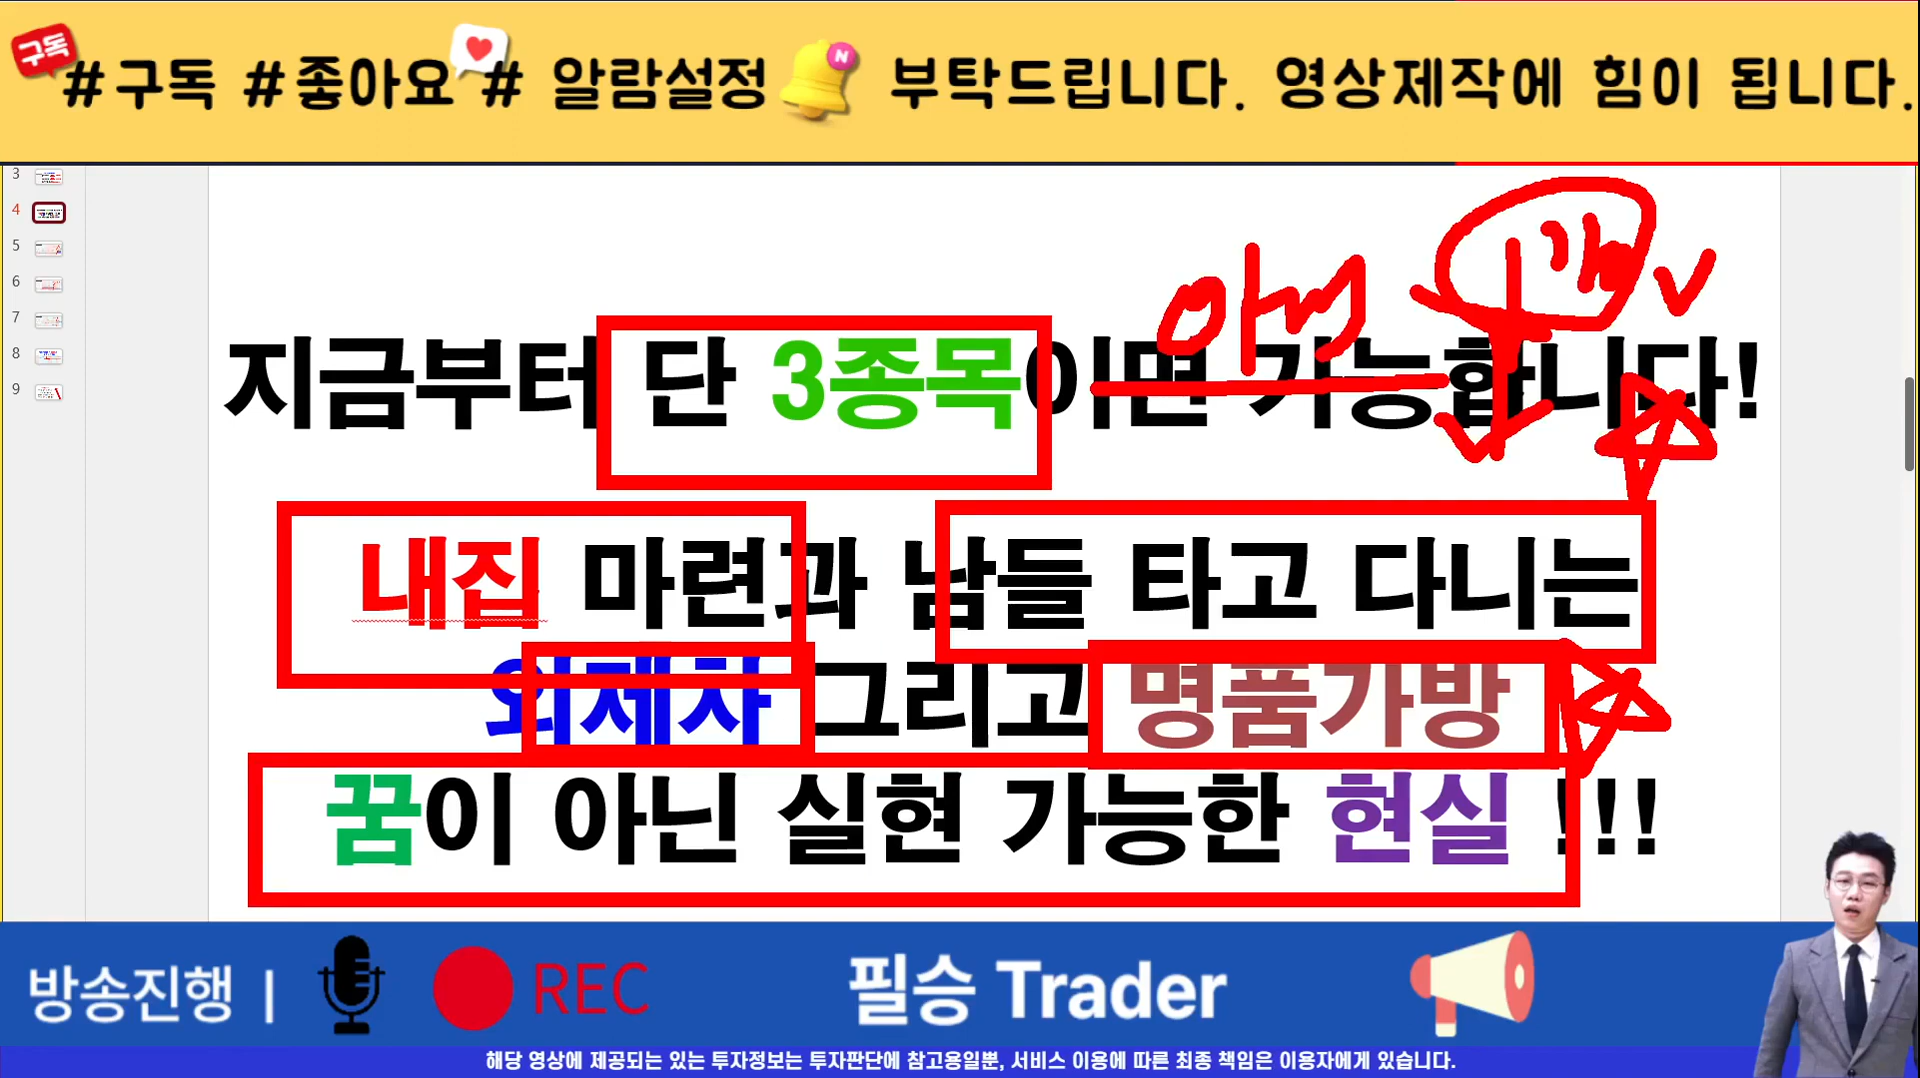 구독
#구독 #좋아요 # 알람설정 N 부탁드립니다. 영상제작에 힘이 됩니다.
3
4
5
6
7
8
9
지금부터 단 3종목이면 가능합니다!
내집 마련과 남들 타고 다니는
외제차 그리고 명품가방
꿈이 아닌 실현 가능한 현실 !!!
방송진행 | REC 필승 Trader
해당 영상에 제공되는 있는 투자정보는 투자판단에 참고용일뿐, 서비스 이용에 따른 최종 책임은 이용자에게 있습니다.